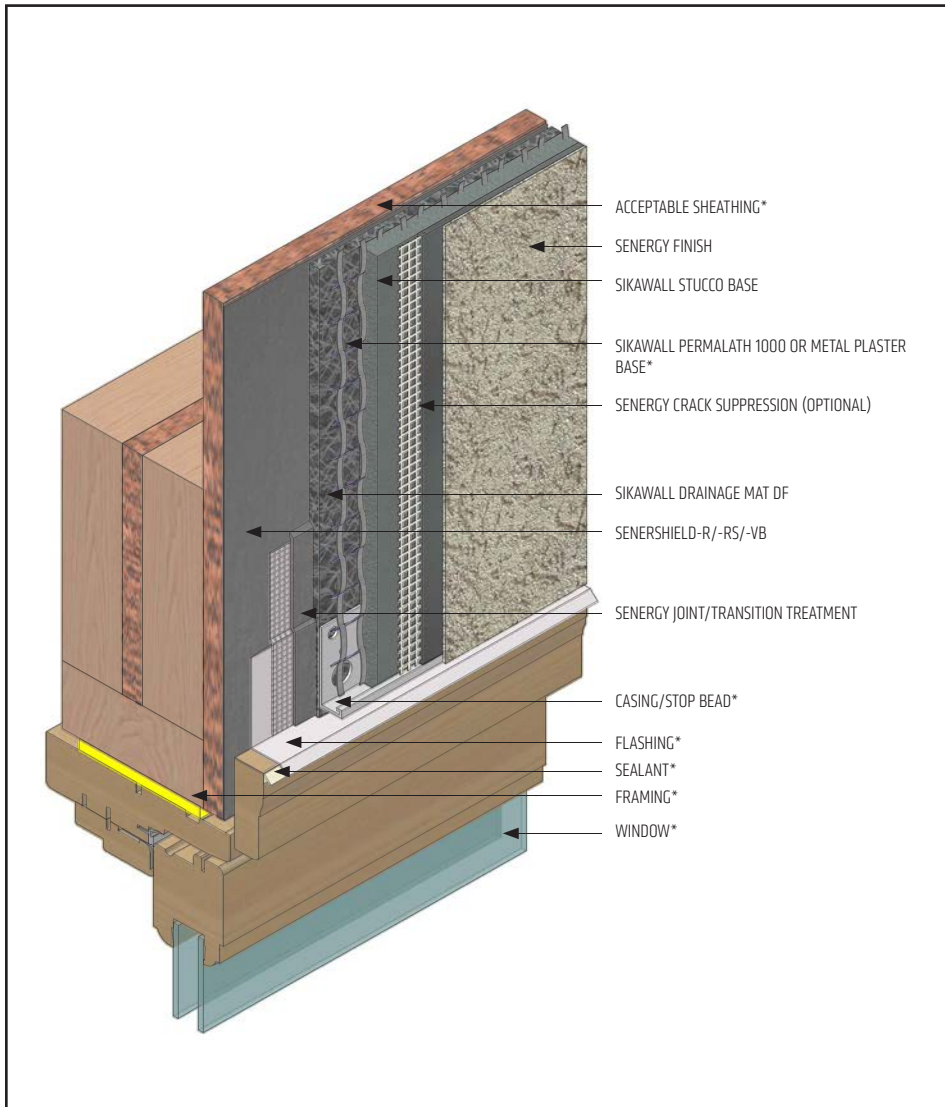 ACCEPTABLE SHEATHING*
SENERGY FINISH
SIKAWALL STUCCO BASE
SIKAWALL PERMALATH 1000 OR METAL PLASTER
BASE*
SENERGY CRACK SUPPRESSION (OPTIONAL)
SIKAWALL DRAINAGE MAT DF
SENERSHIELD-R/-RS/-VB
SENERGY JOINT/TRANSITION TREATMENT
CASING/STOP BEAD*
FLASHING*
SEALANT*
FRAMING*
WINDOW*